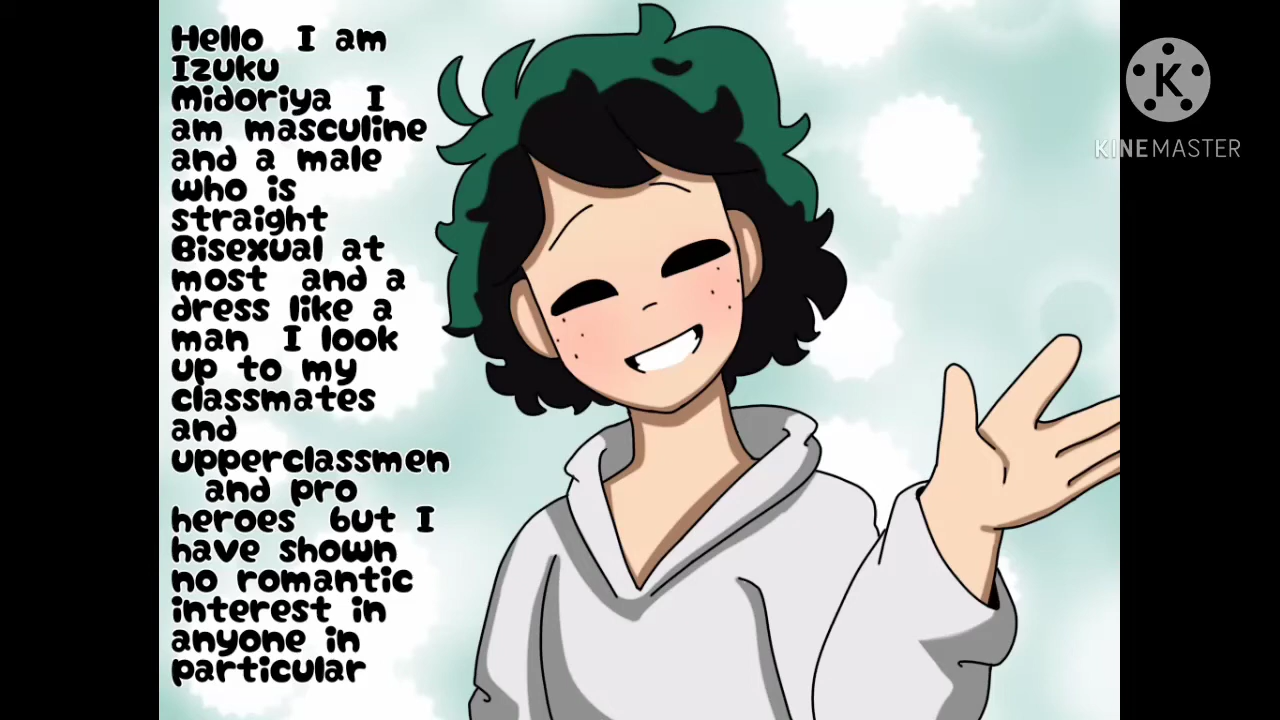 Hello I am
Izuku
Midoriya I
am masculine
and a male
who is
straight
Bisexual at
most and a
dress like a
man I look
up to my
classmates
and
upperclassmen
and pro
heroes but I
have shown
no romantic
interest in
anyone in
particular
K
KINEMASTER